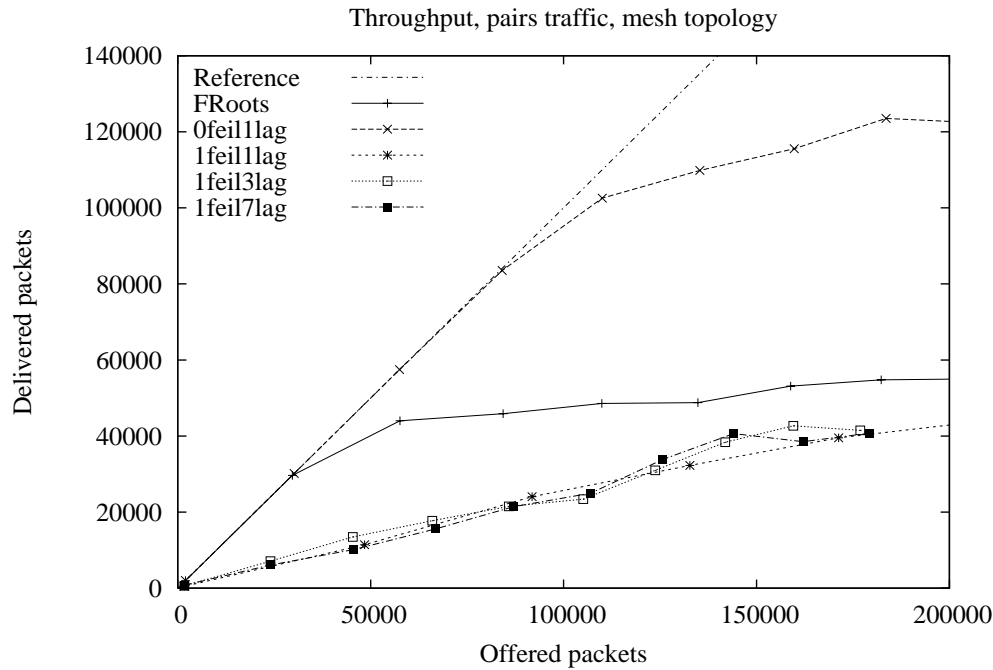 Throughput, pairs traffic, mesh topology
140000
120000
100000
80000
60000
40000
20000
0
Delivered packets
Reference
FRoots
0feil1lag
1feil1lag
1feil3lag
1feil7lag
0
50000
100000
150000
200000
Offered packets